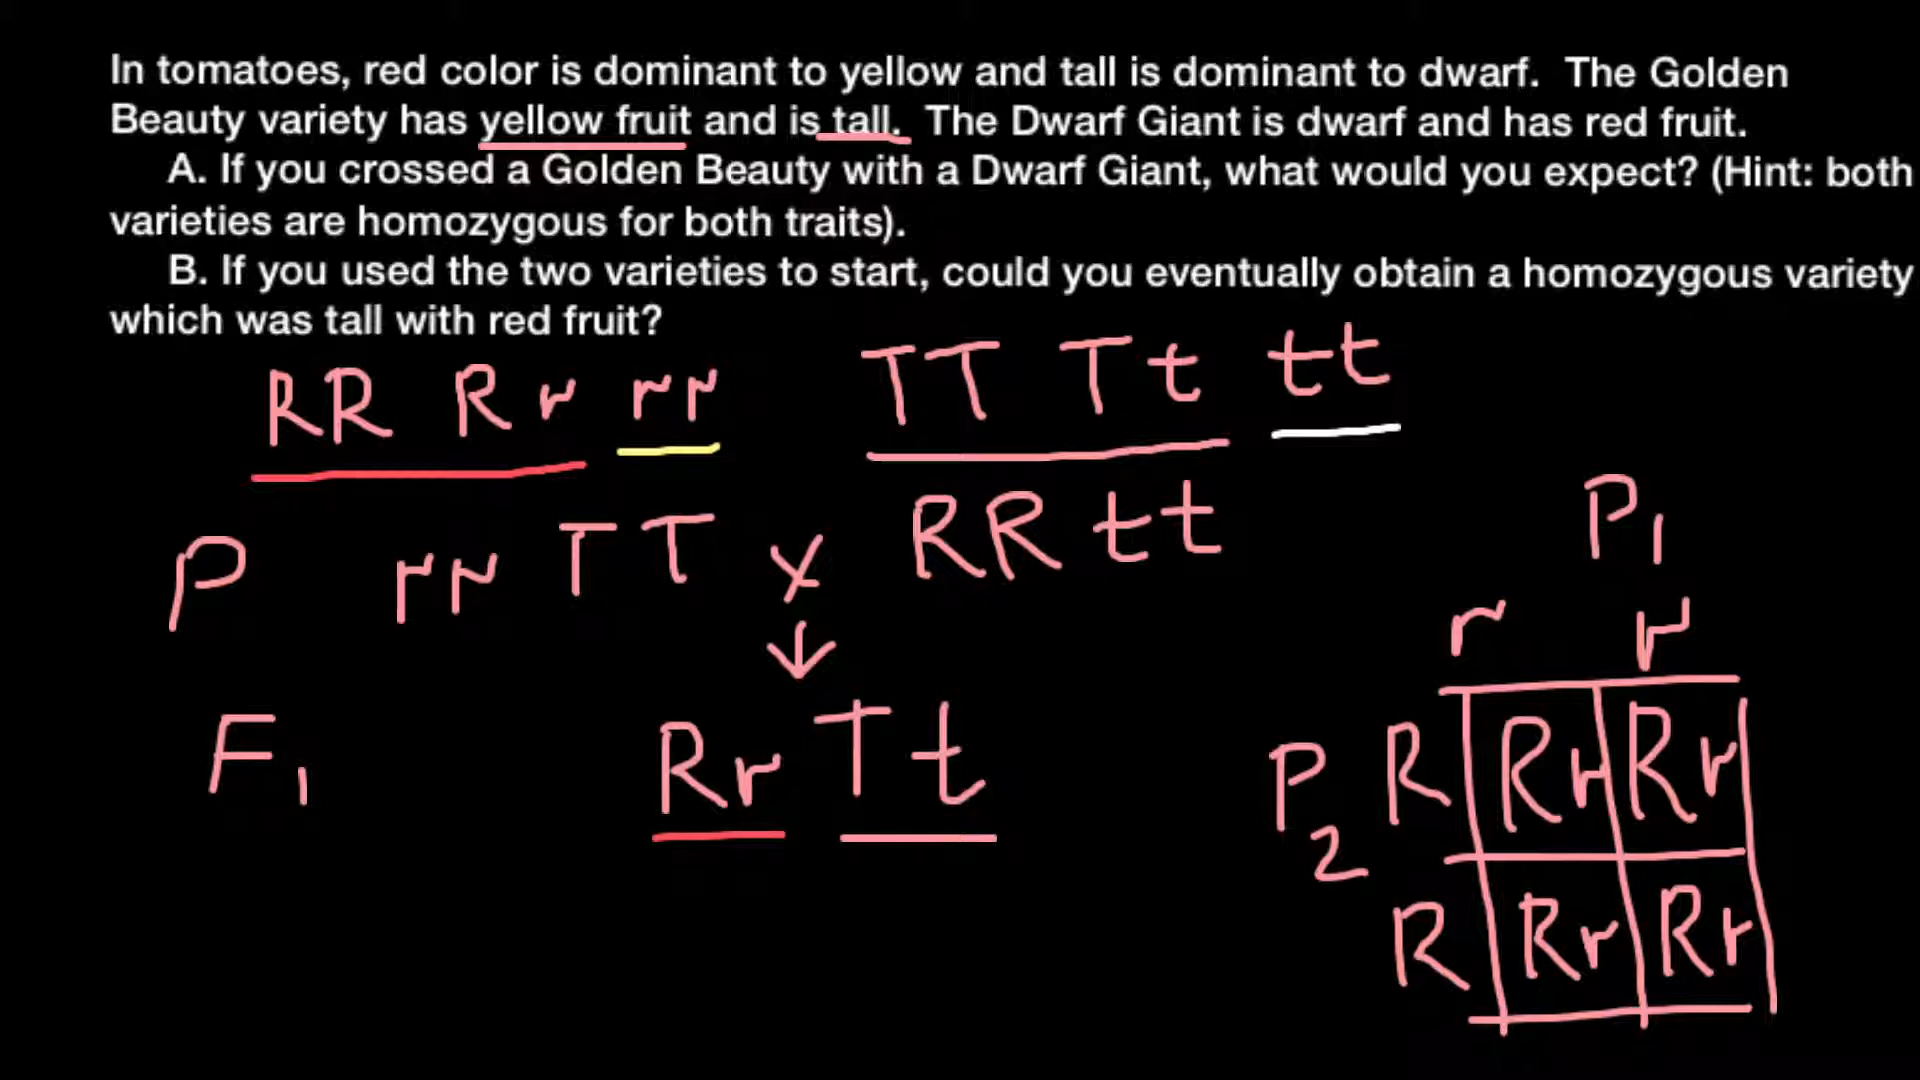 In tomatoes, red color is dominant to yellow and tall is dominant to dwarf. The Golden
Beauty variety has yellow fruit and is tall. The Dwarf Giant is dwarf and has red fruit.
A. If you crossed a Golden Beauty with a Dwarf Giant, what would you expect? (Hint: both
varieties are homozygous for both traits).
B. If you used the two varieties to start, could you eventually obtain a homozygous variety
which was tall with red fruit?
RR Rr rr TT Tt tt
P rr TT x RR tt
F1 Rr Tt
P1
r r
P2 R Rr Rr
R Rr Rr